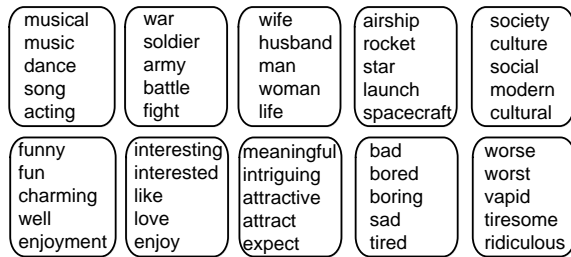 musical
music
dance
song
acting
war
soldier
army
battle
fight
wife
husband
man
woman
life
airship
rocket
star
launch
spacecraft
society
culture
social
modern
cultural
funny
fun
charming
well
enjoyment
interesting
interested
like
love
enjoy
meaningful
intriguing
attractive
attract
expect
bad
bored
boring
sad
tired
worse
worst
vapid
tiresome
ridiculous